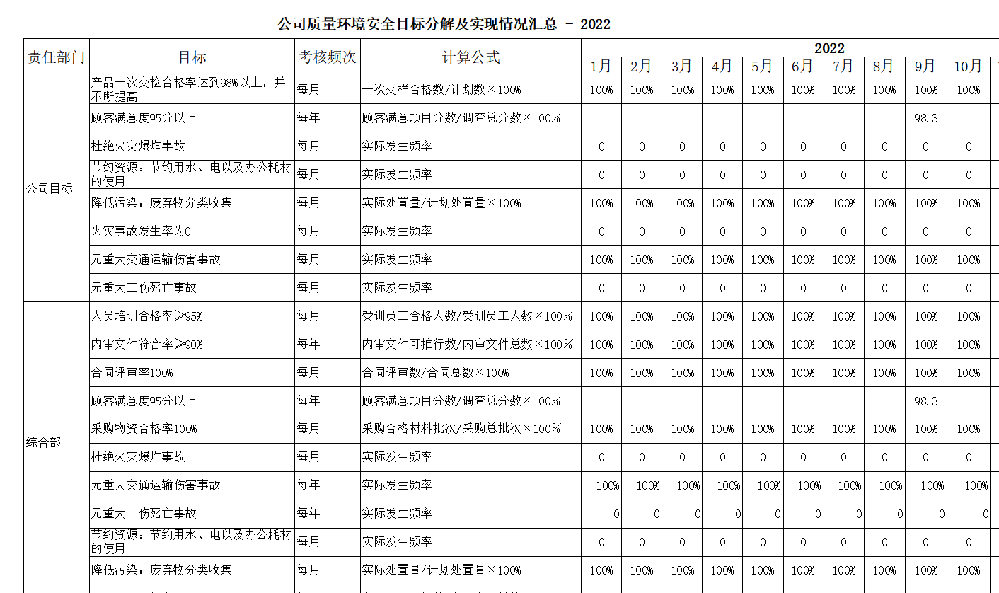 公司质量环境安全目标分解及实现情况汇总 - 2022
责任部门 目标 考核频次 计算公式 2022
1月 2月 3月 4月 5月 6月 7月 8月 9月 10月
公司目标
产品一次交检合格率达到98%以上，并
不断提高 每月 一次交样合格数/计划数×100% 100% 100% 100% 100% 100% 100% 100% 100% 100% 100%
顾客满意度95分以上 每年 顾客满意项目分数/调查总分数×100% 98.3
杜绝火灾爆炸事故 每月 实际发生频率 0 0 0 0 0 0 0 0 0 0
节约资源：节约用水、电以及办公耗材
的使用 每月 实际发生频率 0 0 0 0 0 0 0 0 0 0
降低污染：废弃物分类收集 每月 实际处置量/计划处置量×100% 100% 100% 100% 100% 100% 100% 100% 100% 100% 100%
火灾事故发生率为0 每月 实际发生频率 0 0 0 0 0 0 0 0 0 0
无重大交通运输伤害事故 每月 实际发生频率 100% 100% 100% 100% 100% 100% 100% 100% 100% 100%
无重大工伤死亡事故 每月 实际发生频率 0 0 0 0 0 0 0 0 0 0
综合部
人员培训合格率≥95% 每月 受训员工合格人数/受训员工人数×100% 100% 100% 100% 100% 100% 100% 100% 100% 100% 100%
内审文件符合率≥90% 每年 内审文件可推行数/内审文件总数×100% 100% 100% 100% 100% 100% 100% 100% 100% 100% 100%
合同评审率100% 每月 合同评审数/合同总数×100% 100% 100% 100% 100% 100% 100% 100% 100% 100% 100%
顾客满意度95分以上 每年 顾客满意项目分数/调查总分数×100% 98.3
采购物资合格率100% 每月 采购合格材料批次/采购总批次×100% 100% 100% 100% 100% 100% 100% 100% 100% 100% 100%
杜绝火灾爆炸事故 每月 实际发生频率 0 0 0 0 0 0 0 0 0 0
无重大交通运输伤害事故 每年 实际发生频率 100% 100% 100% 100% 100% 100% 100% 100% 100% 100%
无重大工伤死亡事故 每年 实际发生频率 0 0 0 0 0 0 0 0 0 0
节约资源：节约用水、电以及办公耗材
的使用 每月 实际发生频率 0 0 0 0 0 0 0 0 0 0
降低污染：废弃物分类收集 每月 实际处置量/计划处置量×100% 100% 100% 100% 100% 100% 100% 100% 100% 100% 100%